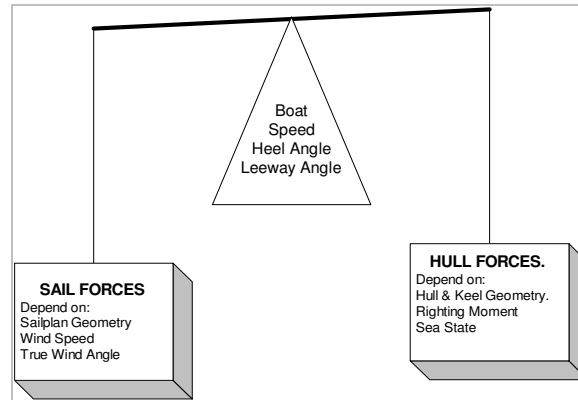 Boat
Speed
Heel Angle
Leeway Angle
SAIL FORCES
Depend on:
Sailplan Geometry
Wind Speed
True Wind Angle
HULL FORCES.
Depend on:
Hull & Keel Geometry.
Righting Moment
Sea State